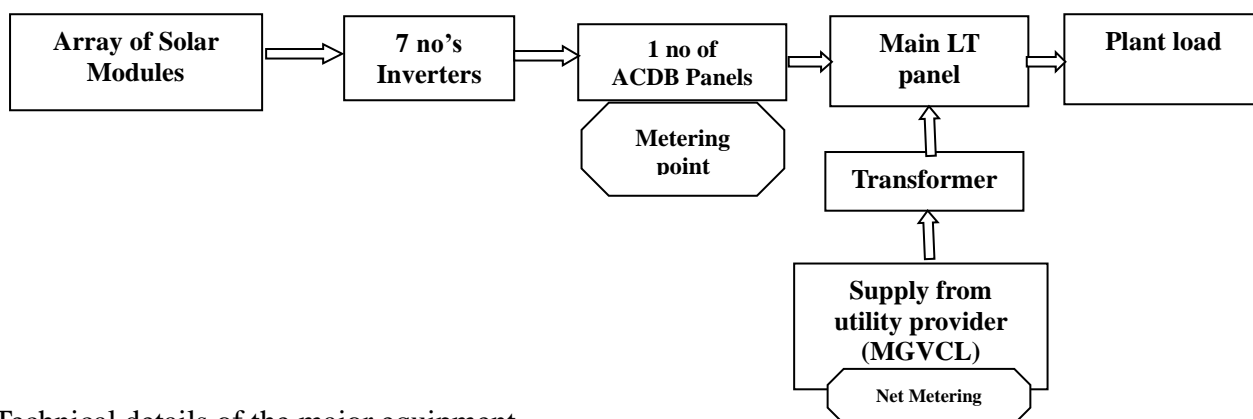 Array of Solar
Modules
7 no's
Inverters
1 no of
ACDB Panels
Main LT
panel
Plant load
Metering
point
Transformer
Supply from
utility provider
(MGVCL)
Net Metering
Technical details of the major equipment